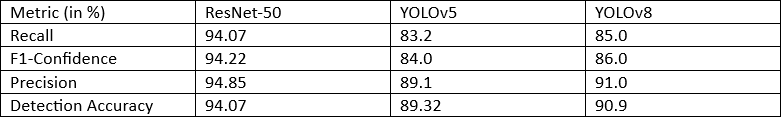 Metric (in %) ResNet-50 YOLOv5 YOLOv8
Recall 94.07 83.2 85.0
F1-Confidence 94.22 84.0 86.0
Precision 94.85 89.1 91.0
Detection Accuracy 94.07 89.32 90.9